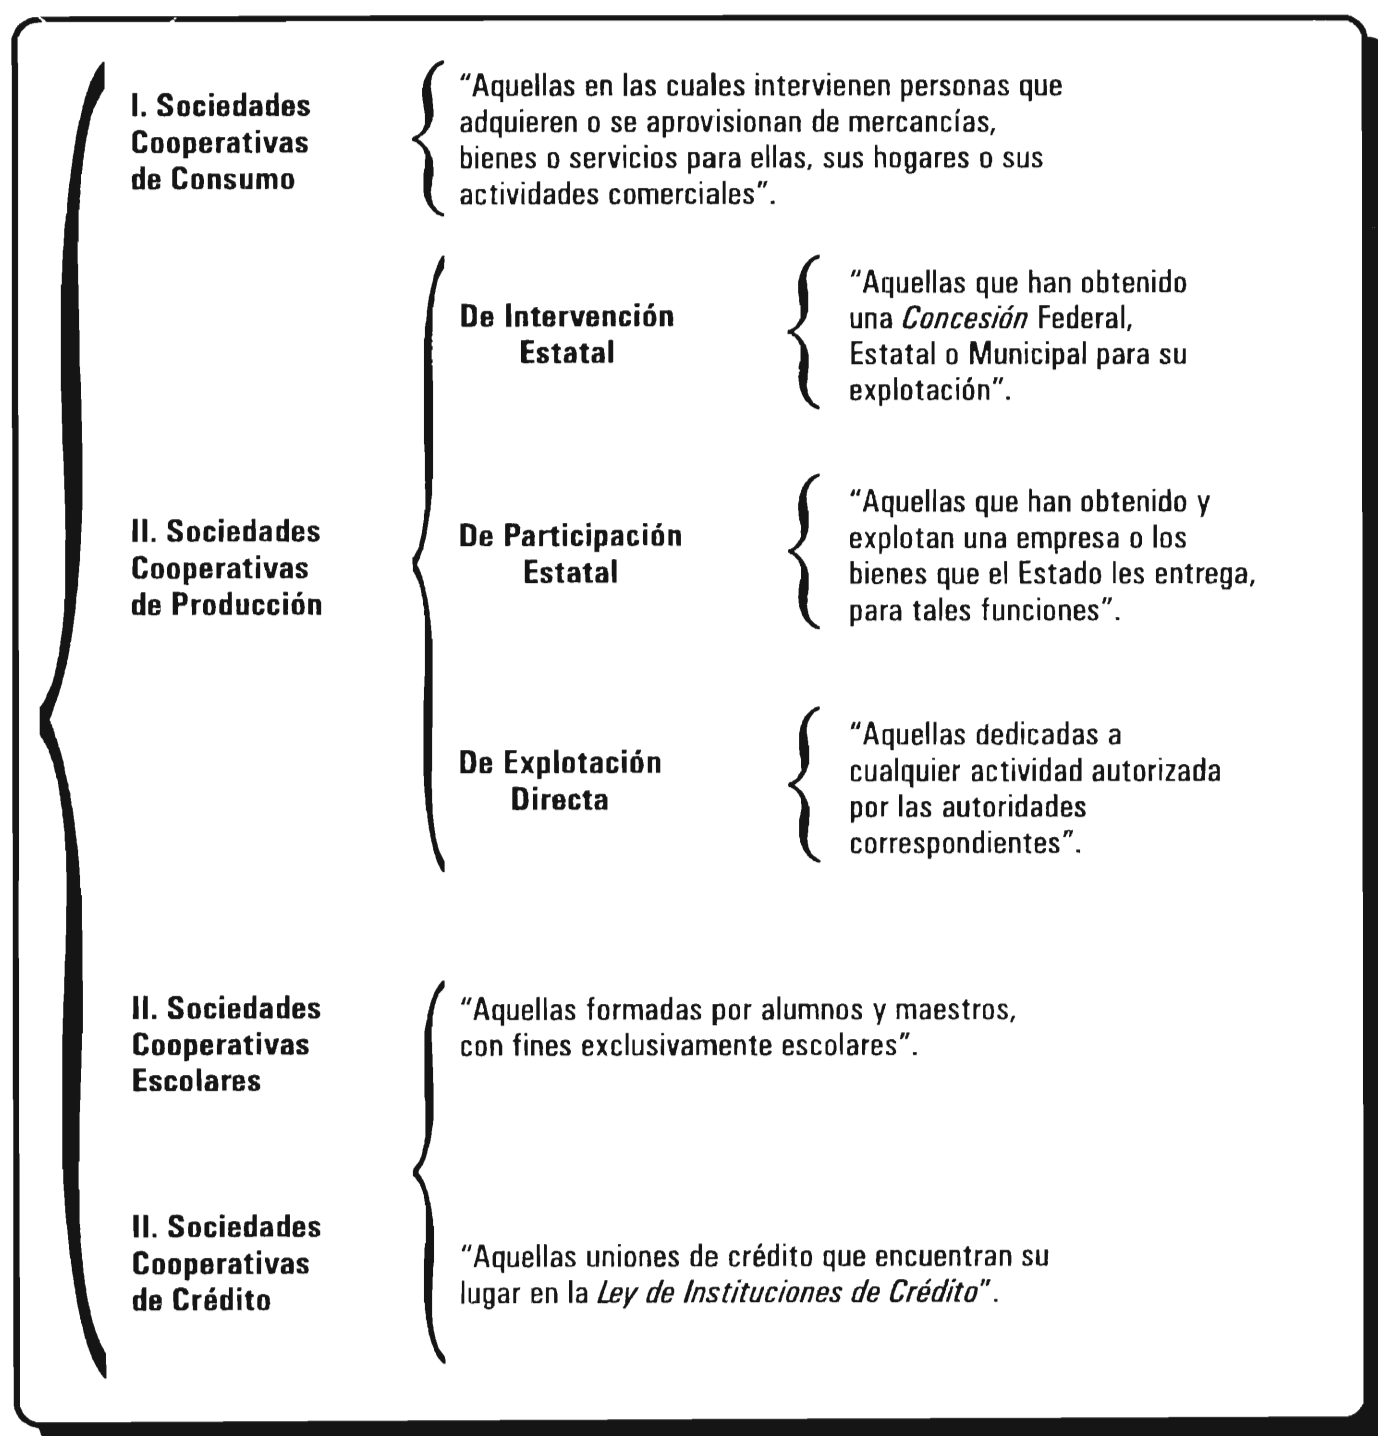 I. Sociedades
Cooperativas
de Consumo
“Aquellas en las cuales intervienen personas que
adquieren o se aprovisionan de mercancías,
bienes o servicios para ellas, sus hogares o sus
actividades comerciales”.
II. Sociedades
Cooperativas
de Producción
De Intervención
Estatal
“Aquellas que han obtenido
una Concesión Federal,
Estatal o Municipal para su
explotación”.
De Participación
Estatal
“Aquellas que han obtenido y
explotan una empresa o los
bienes que el Estado les entrega,
para tales funciones”.
De Explotación
Directa
“Aquellas dedicadas a
cualquier actividad autorizada
por las autoridades
correspondientes”.
II. Sociedades
Cooperativas
Escolares
“Aquellas formadas por alumnos y maestros,
con fines exclusivamente escolares”.
II. Sociedades
Cooperativas
de Crédito
“Aquellas uniones de crédito que encuentran su
lugar en la Ley de Instituciones de Crédito”.